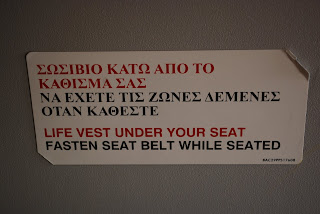 ΣΩΣΙΒΙΟ ΚΑΤΩ ΑΠΟ ΤΟ
ΚΑΘΙΣΜΑ ΣΑΣ
ΝΑ ΕΧΕΤΕ ΤΙΣ ΖΩΝΕΣ ΔΕΜΕΝΕΣ
ΟΤΑΝ ΚΑΘΕΣΤΕ
LIFE VEST UNDER YOUR SEAT
FASTEN SEAT BELT WHILE SEATED